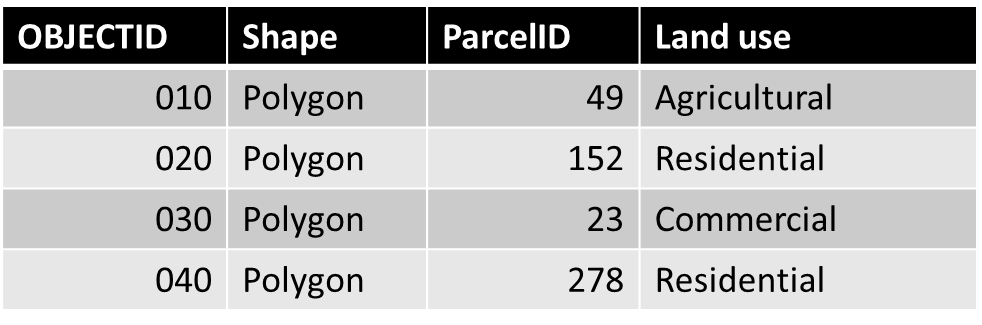 OBJECTID Shape ParcelID Land use
010 Polygon 49 Agricultural
020 Polygon 152 Residential
030 Polygon 23 Commercial
040 Polygon 278 Residential